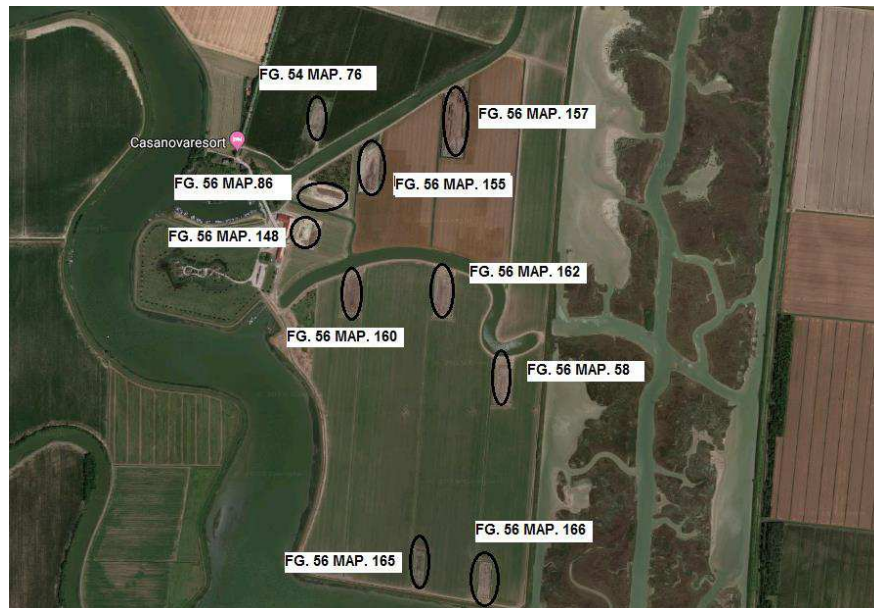 FG. 54 MAP. 76
FG. 56 MAP. 157
Casanovaresort
FG. 56 MAP.86
FG. 56 MAP. 155
FG. 56 MAP. 148
FG. 56 MAP. 162
FG. 56 MAP. 160
FG. 56 MAP. 58
FG. 56 MAP. 166
FG. 56 MAP. 165